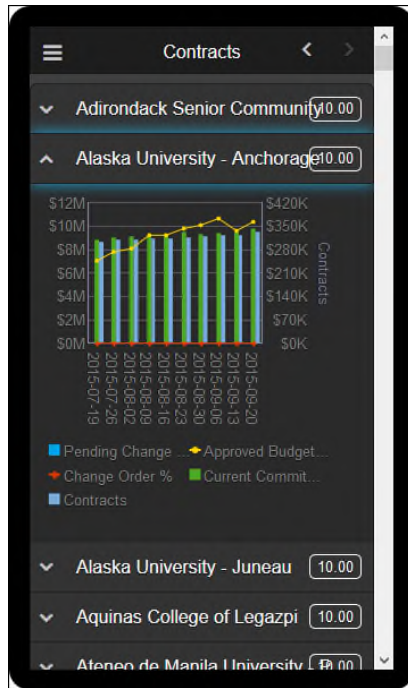 Contracts
Adirondack Senior Community 10.00
Alaska University - Anchorage 10.00
$12M $420K
$10M $350K
$8M $280K
$6M $210K
$4M $140K
$2M $70K
$0M $0K
Contracts
2015-07-19
2015-07-26
2015-08-02
2015-08-09
2015-08-16
2015-08-23
2015-08-30
2015-09-06
2015-09-13
2015-09-20
Pending Change ... Approved Budget...
Change Order % Current Commit...
Contracts
Alaska University - Juneau 10.00
Aquinas College of Legazpi 10.00
Ateneo de Manila University - P 10.00